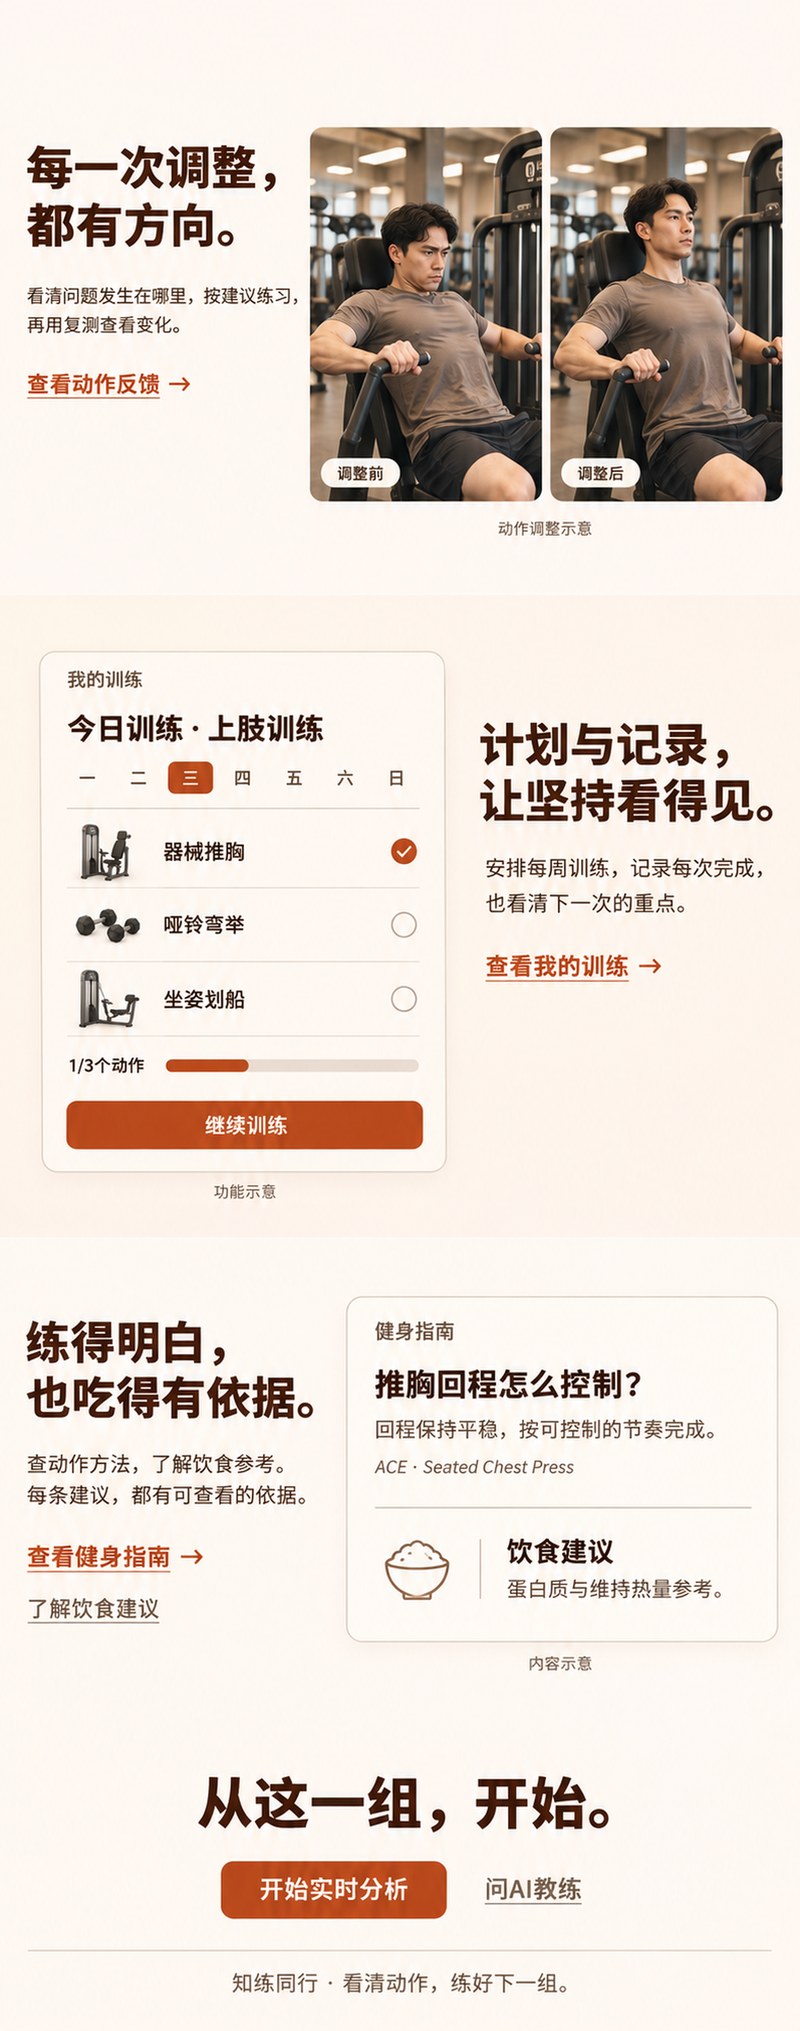 每一次调整，
都有方向。
看清问题发生在哪里，按建议练习，
再用复测查看变化。
查看动作反馈 →
调整前
调整后
动作调整示意
我的训练
今日训练 · 上肢训练
一 二 三 四 五 六 日
器械推胸
哑铃弯举
坐姿划船
1/3个动作
继续训练
功能示意
计划与记录，
让坚持看得见。
安排每周训练，记录每次完成，
也看清下一次的重点。
查看我的训练 →
练得明白，
也吃得有依据。
查动作方法，了解饮食参考。
每条建议，都有可查看的依据。
查看健身指南 →
了解饮食建议
健身指南
推胸回程怎么控制？
回程保持平稳，按可控制的节奏完成。
ACE · Seated Chest Press
饮食建议
蛋白质与维持热量参考。
内容示意
从这一组，开始。
开始实时分析
问AI教练
知练同行 · 看清动作，练好下一组。